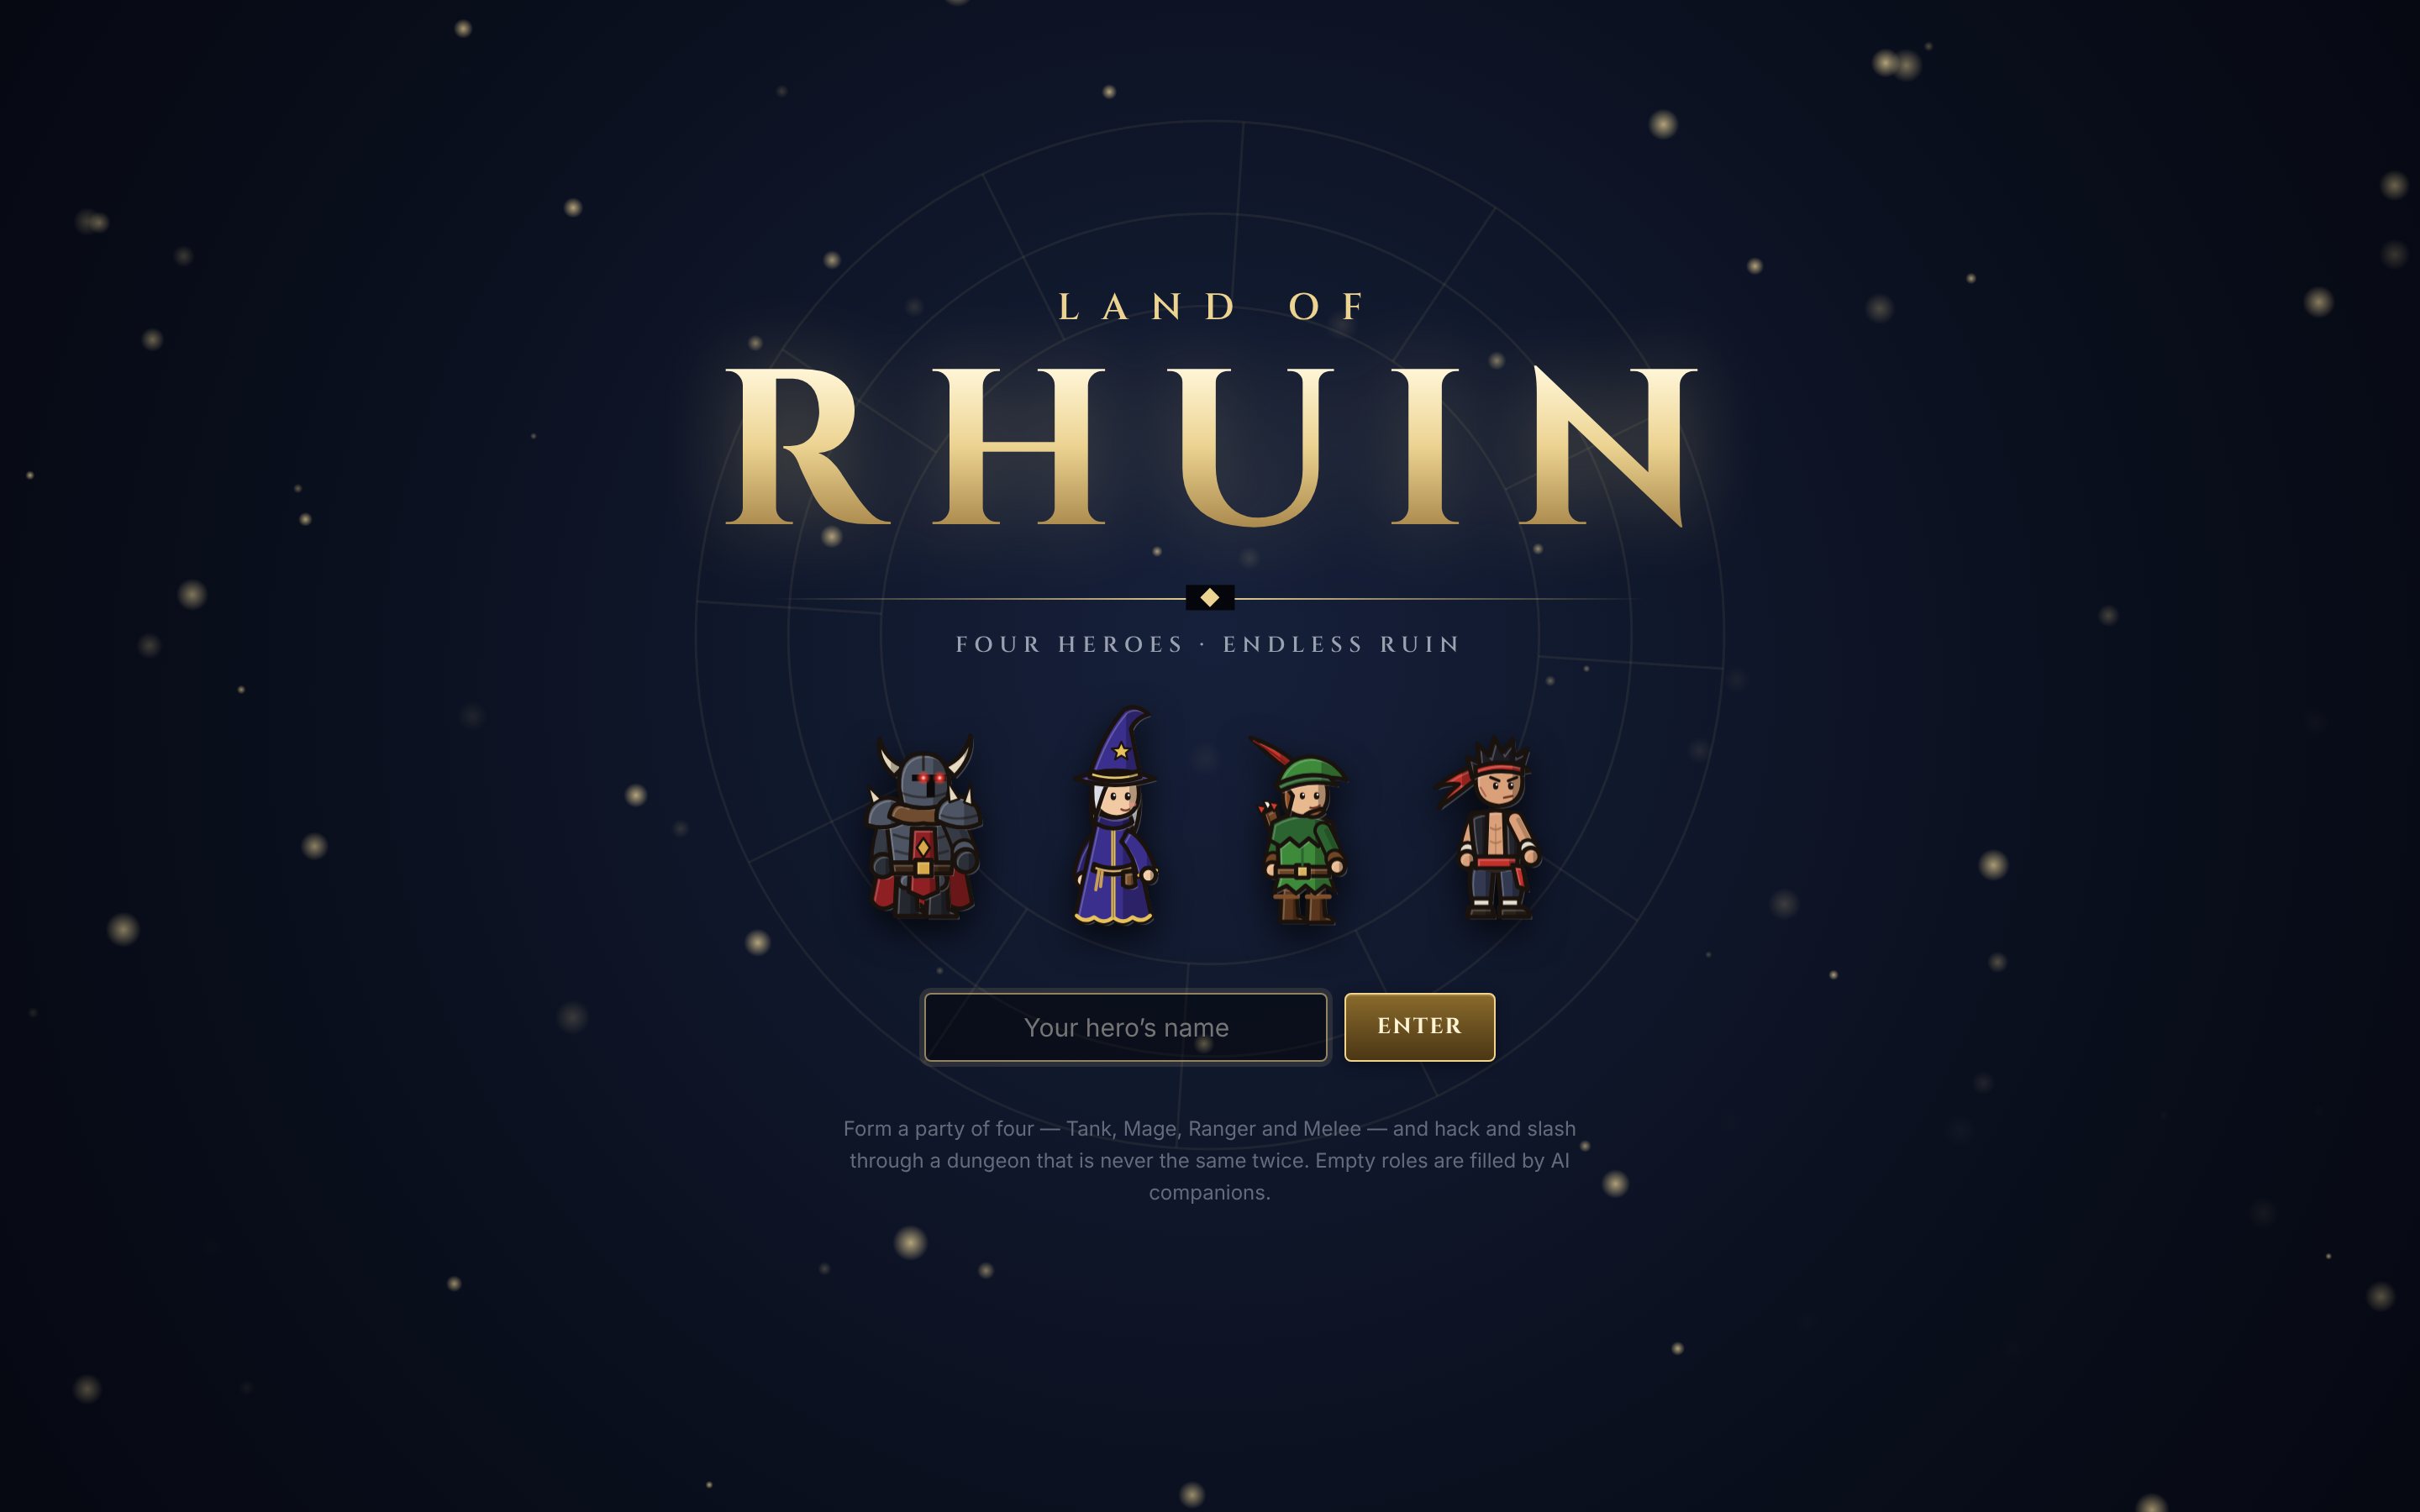 LAND OF
RHUIN
FOUR HEROES · ENDLESS RUIN
Your hero’s name
ENTER
Form a party of four — Tank, Mage, Ranger and Melee — and hack and slash
through a dungeon that is never the same twice. Empty roles are filled by AI
companions.